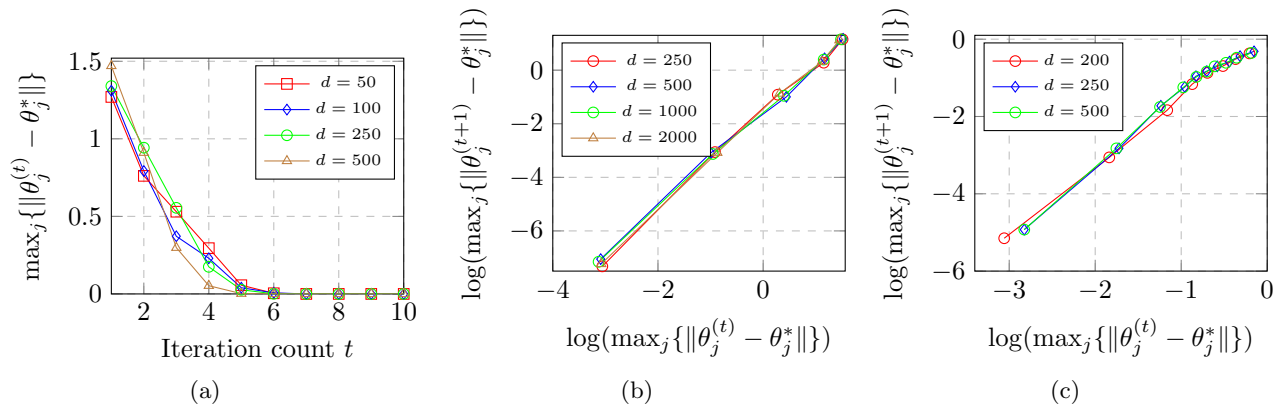 max_j{‖θ_j^(t) − θ_j^*‖}
1.5
1
0.5
0
2 4 6 8 10
Iteration count t
d = 50
d = 100
d = 250
d = 500
(a)
log(max_j{‖θ_j^(t+1) − θ_j^*‖})
0
−2
−4
−6
−4 −2 0
log(max_j{‖θ_j^(t) − θ_j^*‖})
d = 250
d = 500
d = 1000
d = 2000
(b)
log(max_j{‖θ_j^(t+1) − θ_j^*‖})
0
−2
−4
−6
−3 −2 −1 0
log(max_j{‖θ_j^(t) − θ_j^*‖})
d = 200
d = 250
d = 500
(c)